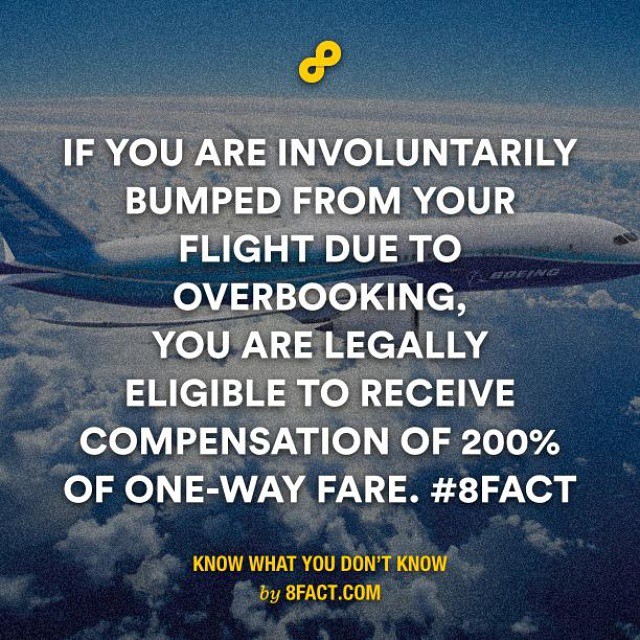 IF YOU ARE INVOLUNTARILY
BUMPED FROM YOUR
FLIGHT DUE TO
OVERBOOKING,
YOU ARE LEGALLY
ELIGIBLE TO RECEIVE
COMPENSATION OF 200%
OF ONE-WAY FARE. #8FACT
BOEING
KNOW WHAT YOU DON'T KNOW
by 8FACT.COM